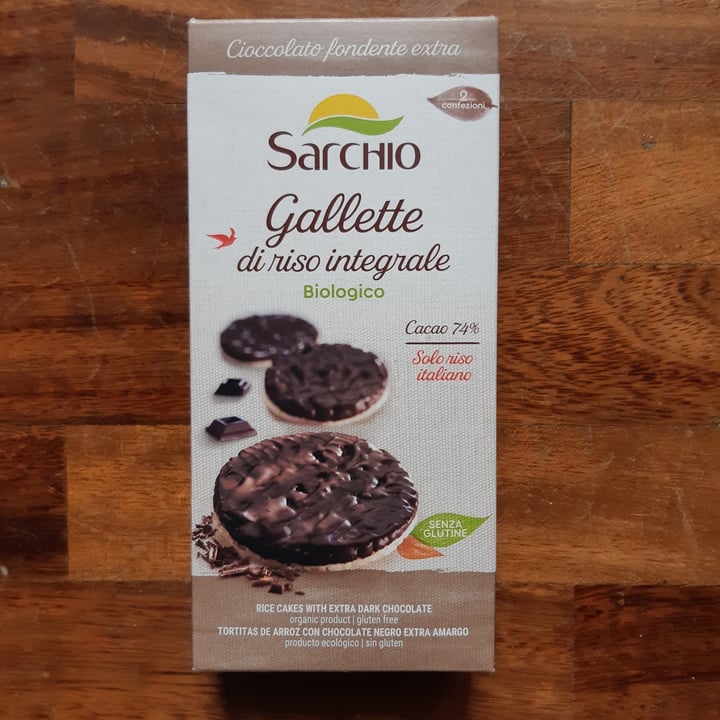 Cioccolato fondente extra
2
confezioni
Sarchio
Gallette
di riso integrale
Biologico
Cacao 74%
Solo riso
italiano
SENZA
GLUTINE
RICE CAKES WITH EXTRA DARK CHOCOLATE
organic product | gluten free
TORTITAS DE ARROZ CON CHOCOLATE NEGRO EXTRA AMARGO
producto ecológico | sin gluten